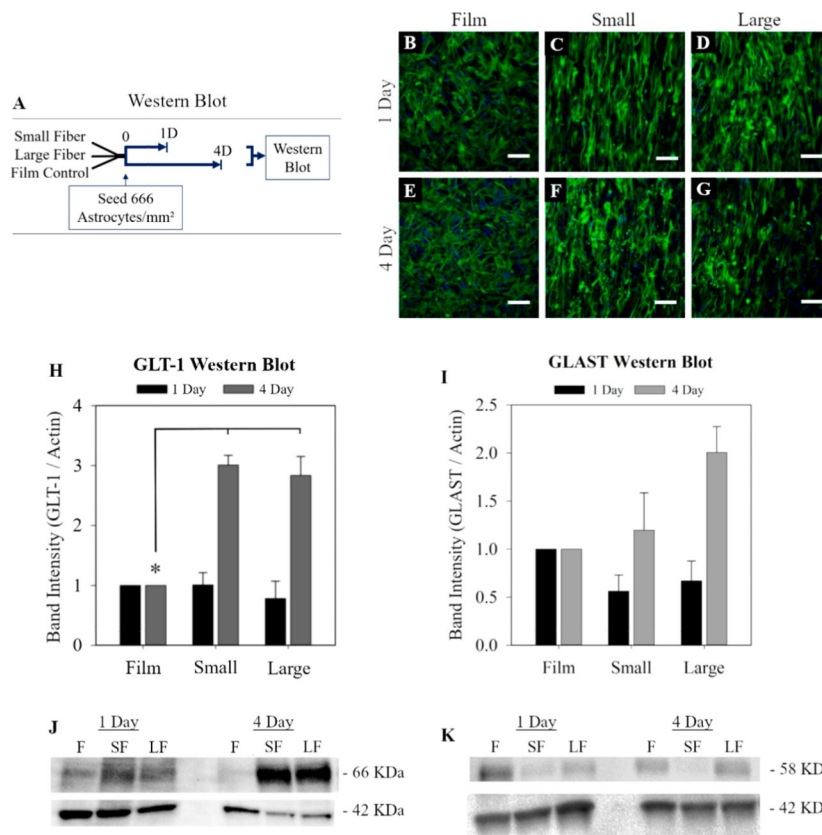 A
Western Blot
Small Fiber
Large Fiber
Film Control
0
1D
4D
Western
Blot
Seed 666
Astrocytes/mm²
Film Small Large
1 Day
B C D
4 Day
E F G
H
GLT-1 Western Blot
1 Day 4 Day
Band Intensity (GLT-1 / Actin)
4
3
2
1
0
*
Film Small Large
I
GLAST Western Blot
1 Day 4 Day
Band Intensity (GLAST / Actin)
2.5
2.0
1.5
1.0
0.5
0.0
Film Small Large
J
1 Day 4 Day
F SF LF F SF LF
- 66 KDa
- 42 KDa
K
1 Day 4 Day
F SF LF F SF LF
- 58 KD
- 42 KD